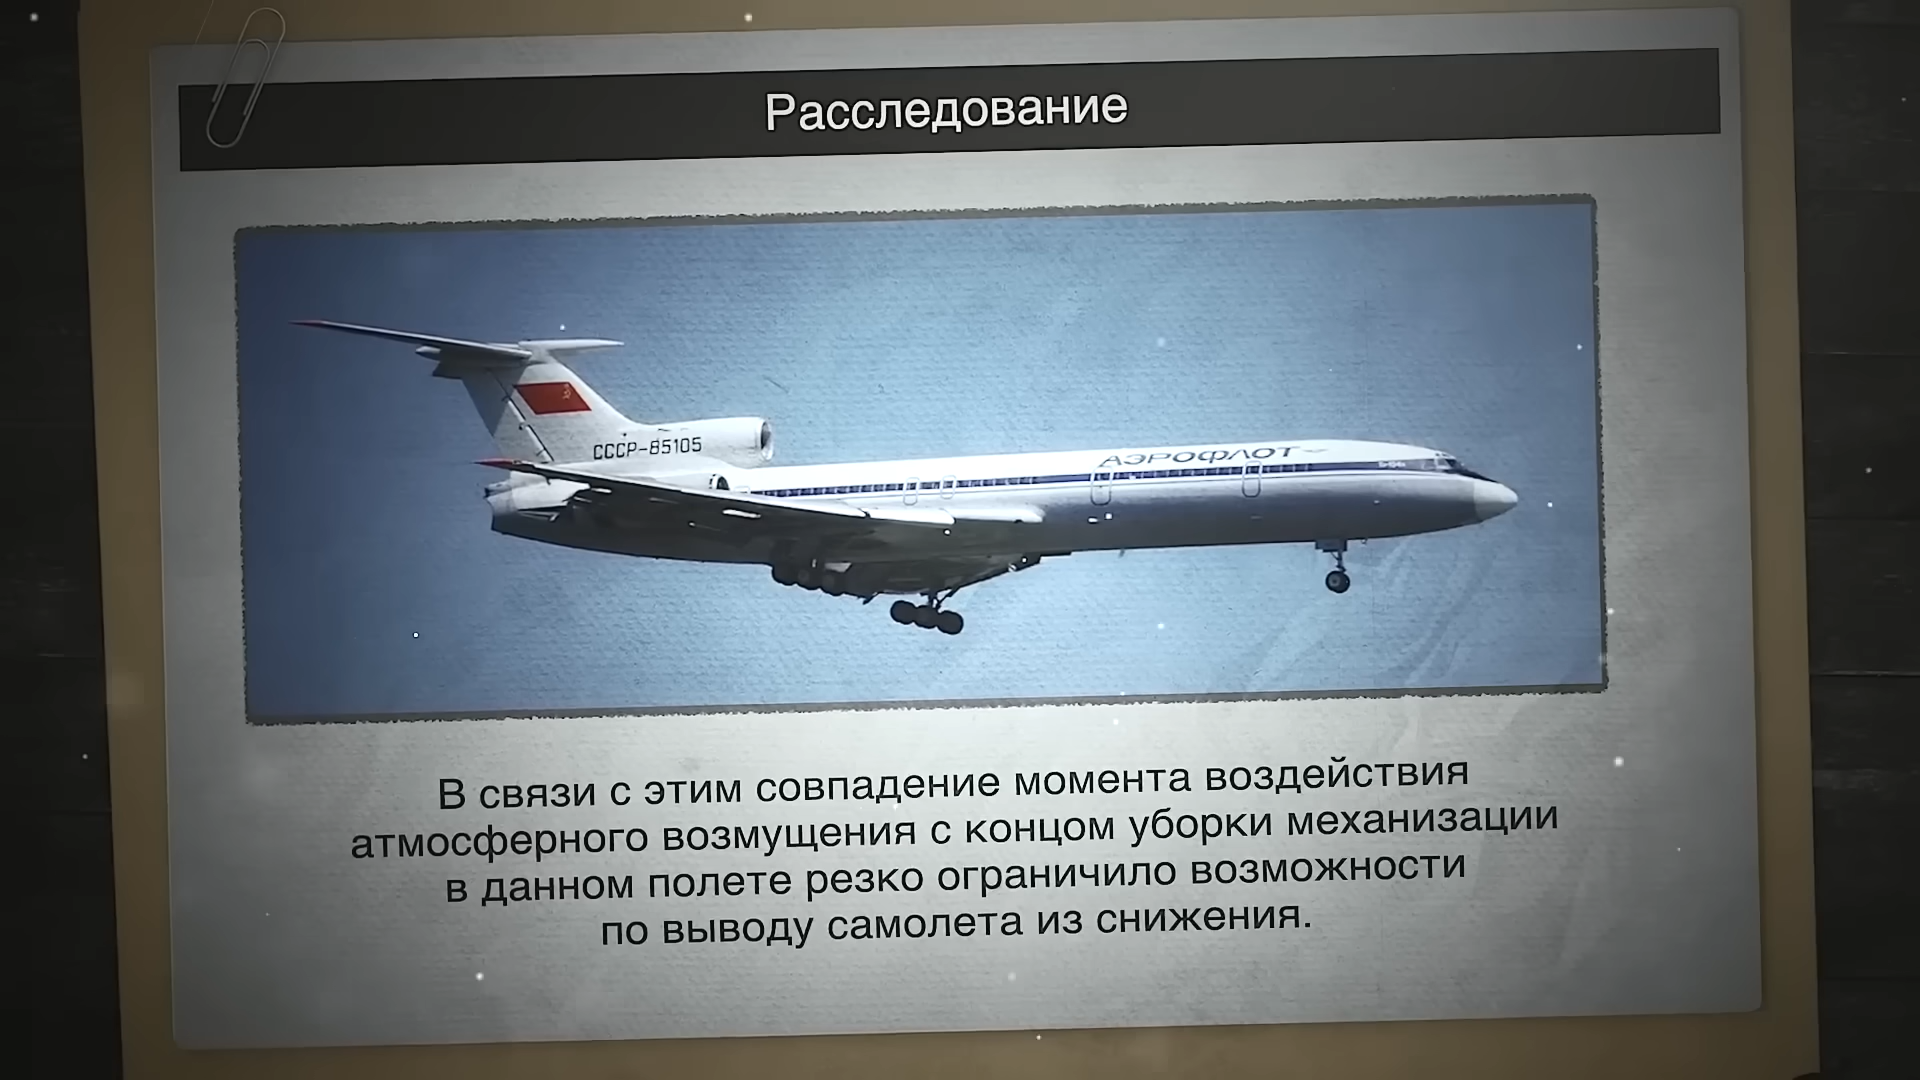 Расследование
СССР-85105
АЭРОФЛОТ
В связи с этим совпадение момента воздействия
атмосферного возмущения с концом уборки механизации
в данном полете резко ограничило возможности
по выводу самолета из снижения.